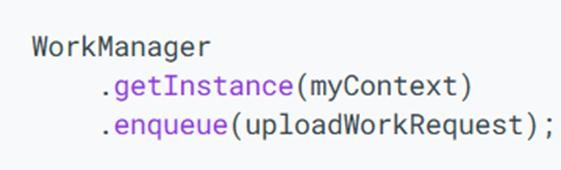 WorkManager
    .getInstance(myContext)
    .enqueue(uploadWorkRequest);